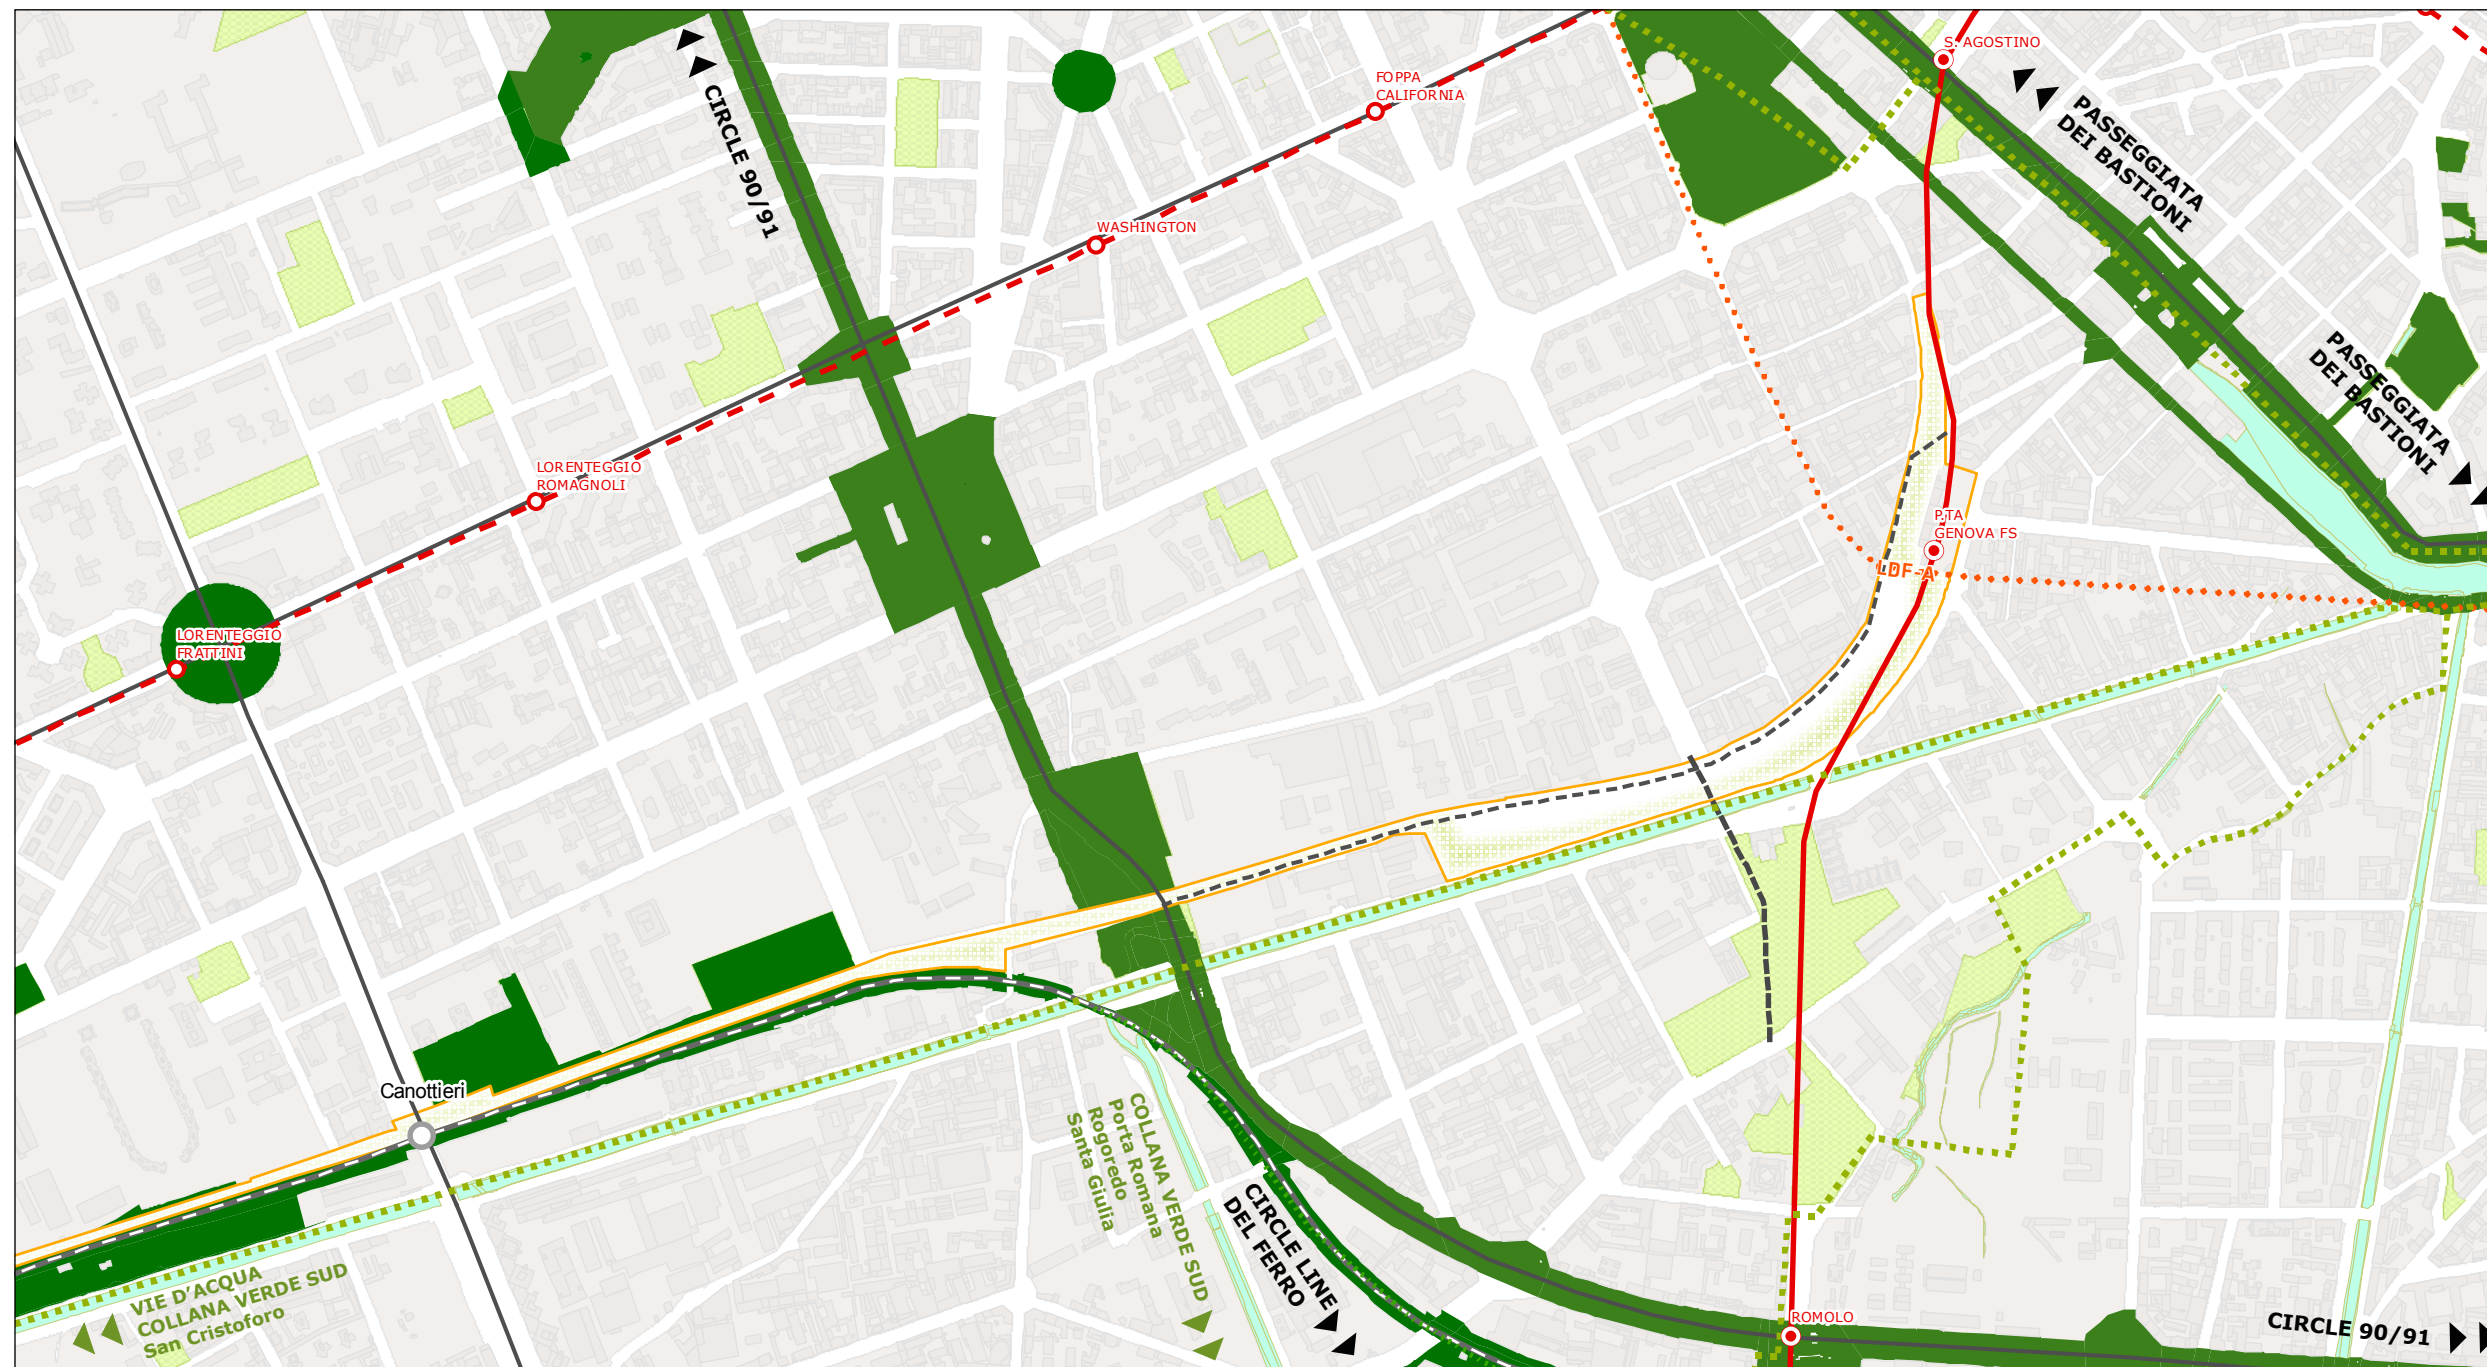 S. AGOSTINO
FOPPA
CALIFORNIA
CIRCLE 90/91
PASSEGGIATA
DEI BASTIONI
WASHINGTON
PASSEGGIATA
DEI BASTIONI
LORENTEGGIO
ROMAGNOLI
P.TA
GENOVA FS
LDF-A
LORENTEGGIO
FRATTINI
Canottieri
COLLANA VERDE SUD
Porta Romana
Rogoredo
Santa Giulia
CIRCLE LINE
DEL FERRO
VIE D'ACQUA
COLLANA VERDE SUD
San Cristoforo
ROMOLO
CIRCLE 90/91